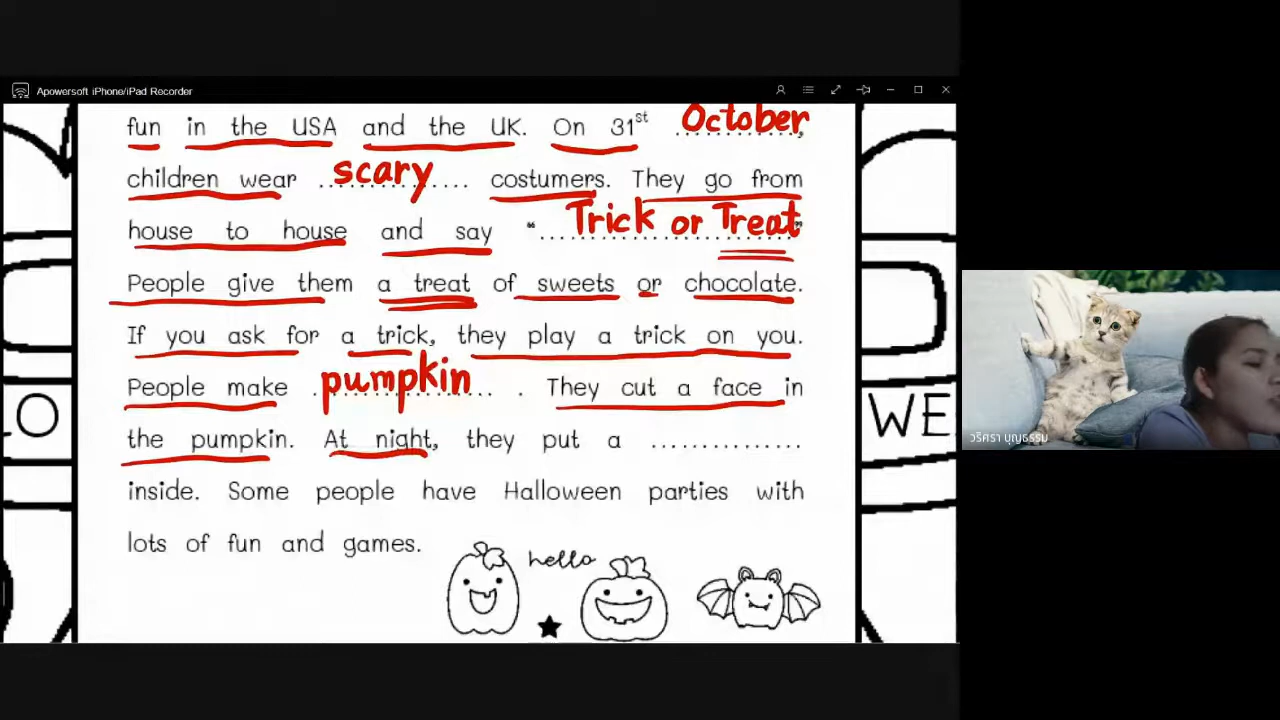 Apowersoft iPhone/iPad Recorder
fun in the USA and the UK. On 31st October,
children wear scary costumers. They go from
house to house and say "Trick or Treat"
People give them a treat of sweets or chocolate.
If you ask for a trick, they play a trick on you.
People make pumpkin. They cut a face in
the pumpkin. At night, they put a ...............
inside. Some people have Halloween parties with
lots of fun and games.
hello
LO
WE
วริศรา บุญธรรม